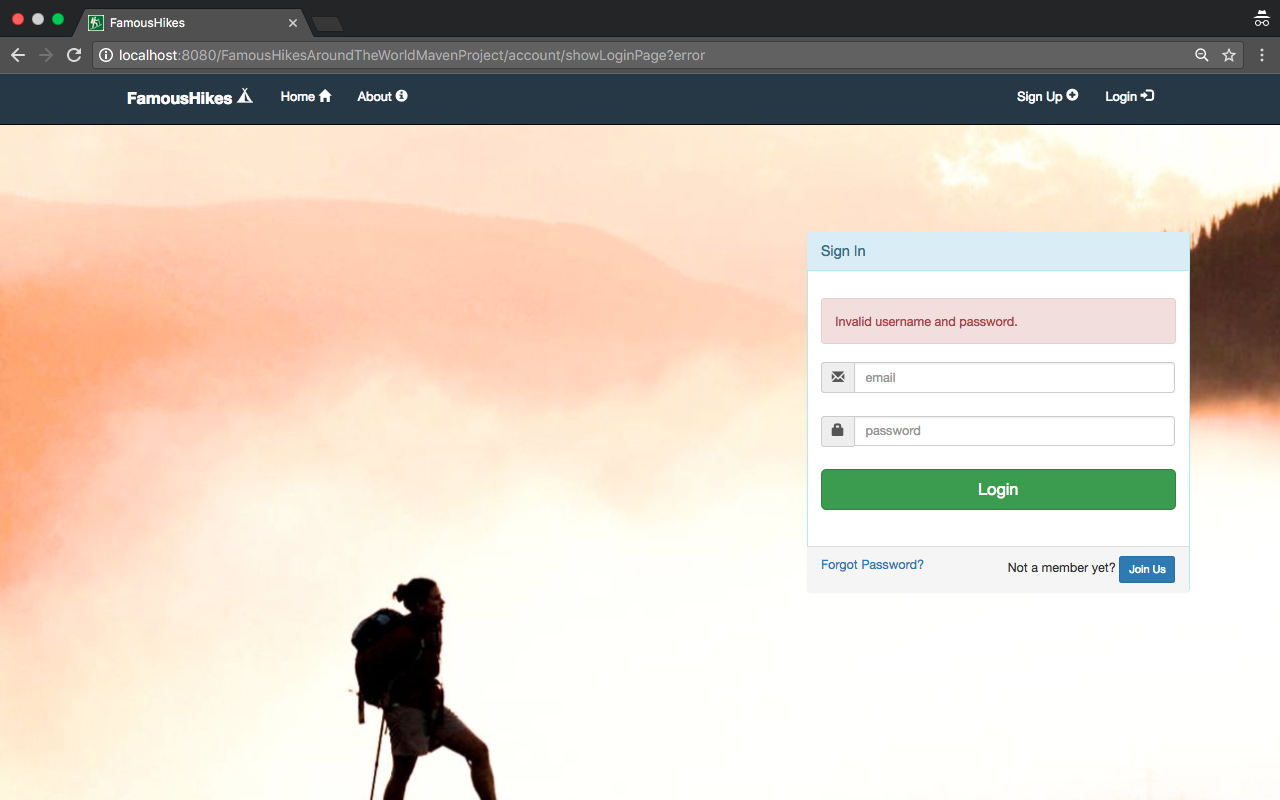 FamousHikes
localhost:8080/FamousHikesAroundTheWorldMavenProject/account/showLoginPage?error
FamousHikes Home About Sign Up Login
Sign In
Invalid username and password.
email
password
Login
Forgot Password? Not a member yet? Join Us